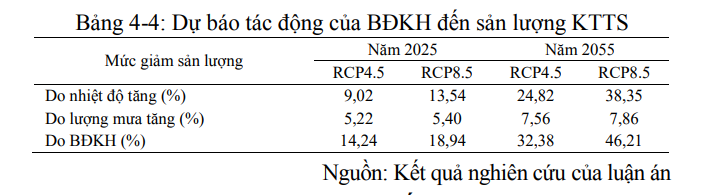 Bảng 4-4: Dự báo tác động của BĐKH đến sản lượng KTTS
Mức giảm sản lượng Năm 2025 Năm 2055
RCP4.5 RCP8.5 RCP4.5 RCP8.5
Do nhiệt độ tăng (%) 9,02 13,54 24,82 38,35
Do lượng mưa tăng (%) 5,22 5,40 7,56 7,86
Do BĐKH (%) 14,24 18,94 32,38 46,21
Nguồn: Kết quả nghiên cứu của luận án